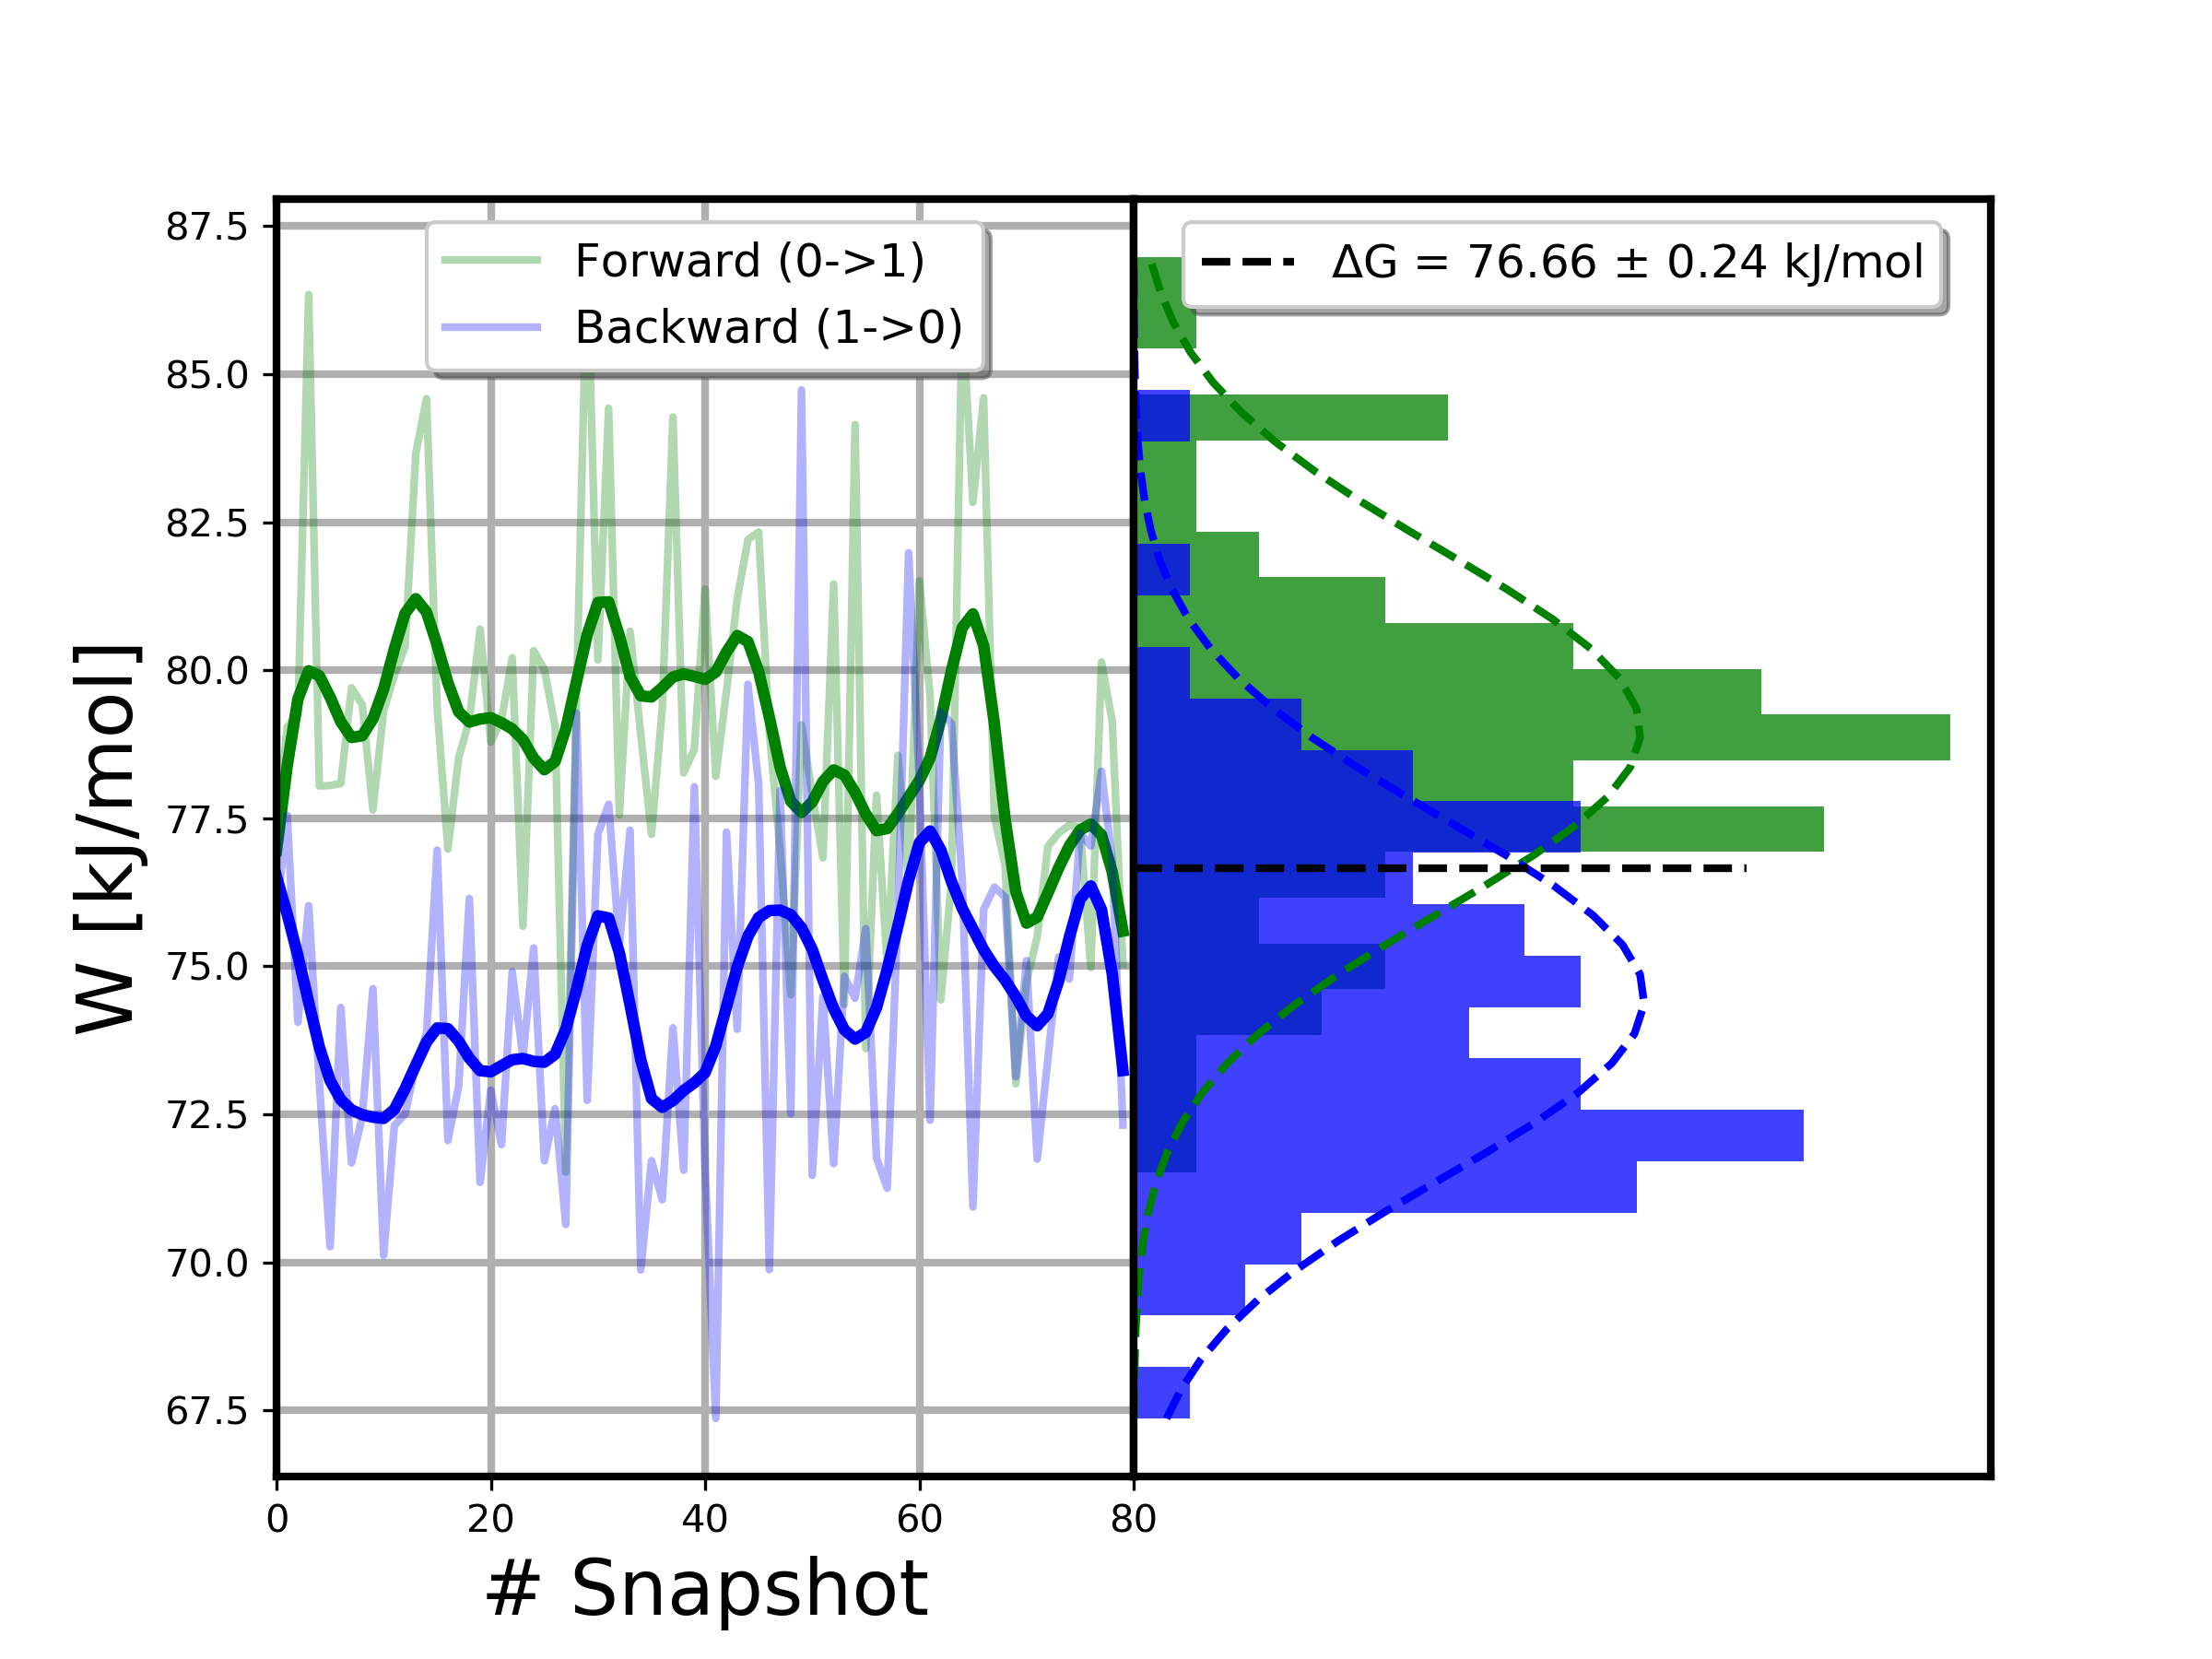 Forward (0->1)
Backward (1->0)
ΔG = 76.66 ± 0.24 kJ/mol
W [kJ/mol]
87.5
85.0
82.5
80.0
77.5
75.0
72.5
70.0
67.5
0 20 40 60 80
# Snapshot